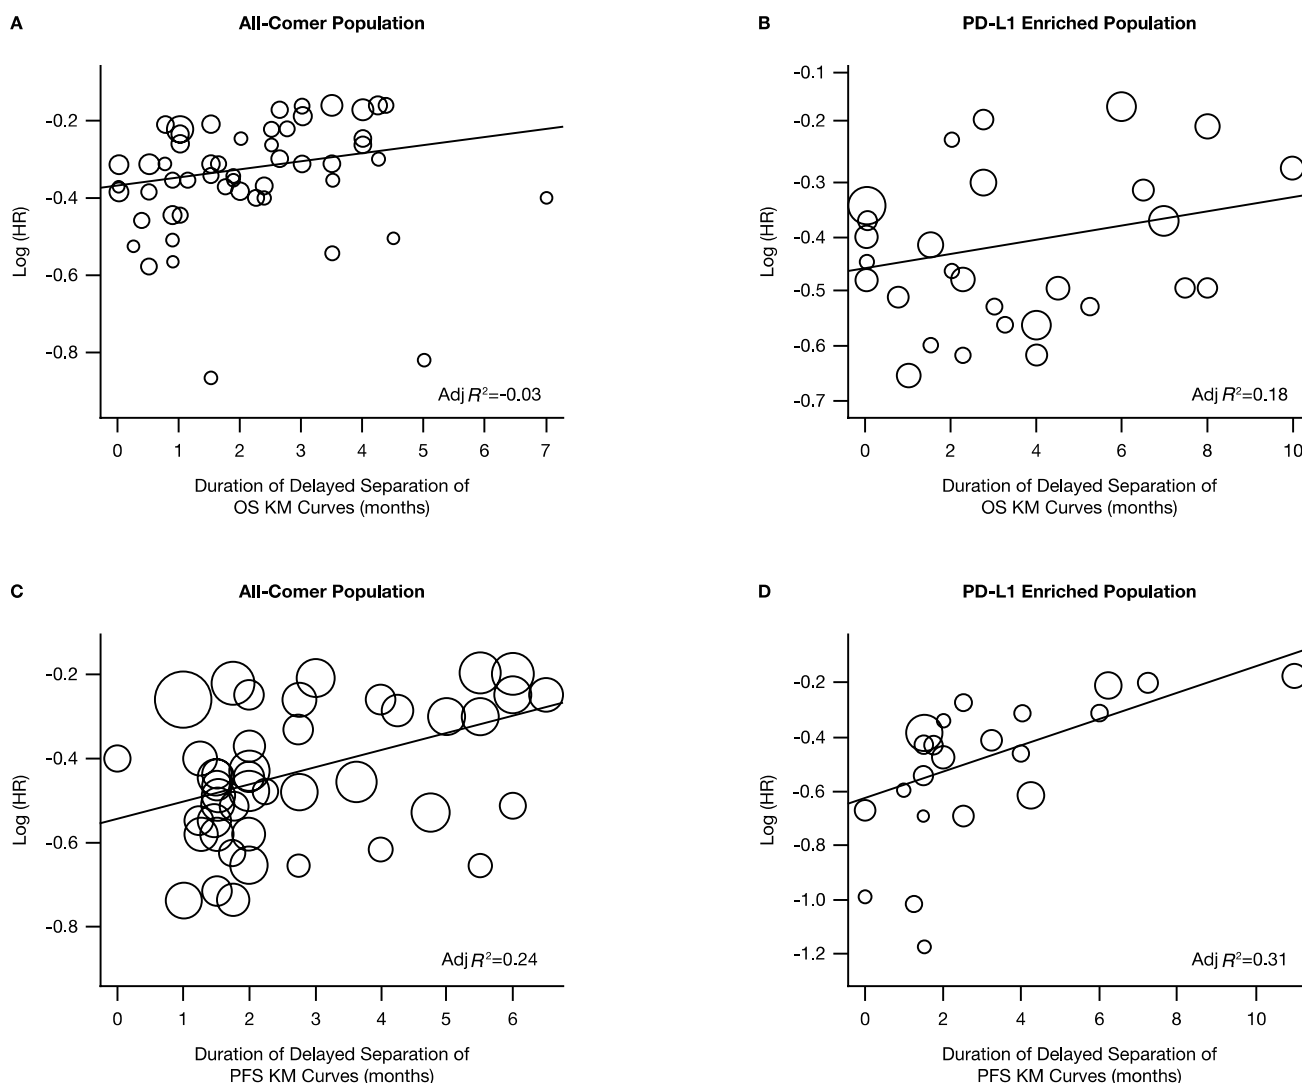 A
All-Comer Population
-0.2
-0.4
-0.6
-0.8
Log (HR)
Adj R²=-0.03
0 1 2 3 4 5 6 7
Duration of Delayed Separation of
OS KM Curves (months)
B
PD-L1 Enriched Population
-0.1
-0.2
-0.3
-0.4
-0.5
-0.6
-0.7
Log (HR)
Adj R²=0.18
0 2 4 6 8 10
Duration of Delayed Separation of
OS KM Curves (months)
C
All-Comer Population
-0.2
-0.4
-0.6
-0.8
Log (HR)
Adj R²=0.24
0 1 2 3 4 5 6
Duration of Delayed Separation of
PFS KM Curves (months)
D
PD-L1 Enriched Population
-0.2
-0.4
-0.6
-0.8
-1.0
-1.2
Log (HR)
Adj R²=0.31
0 2 4 6 8 10
Duration of Delayed Separation of
PFS KM Curves (months)